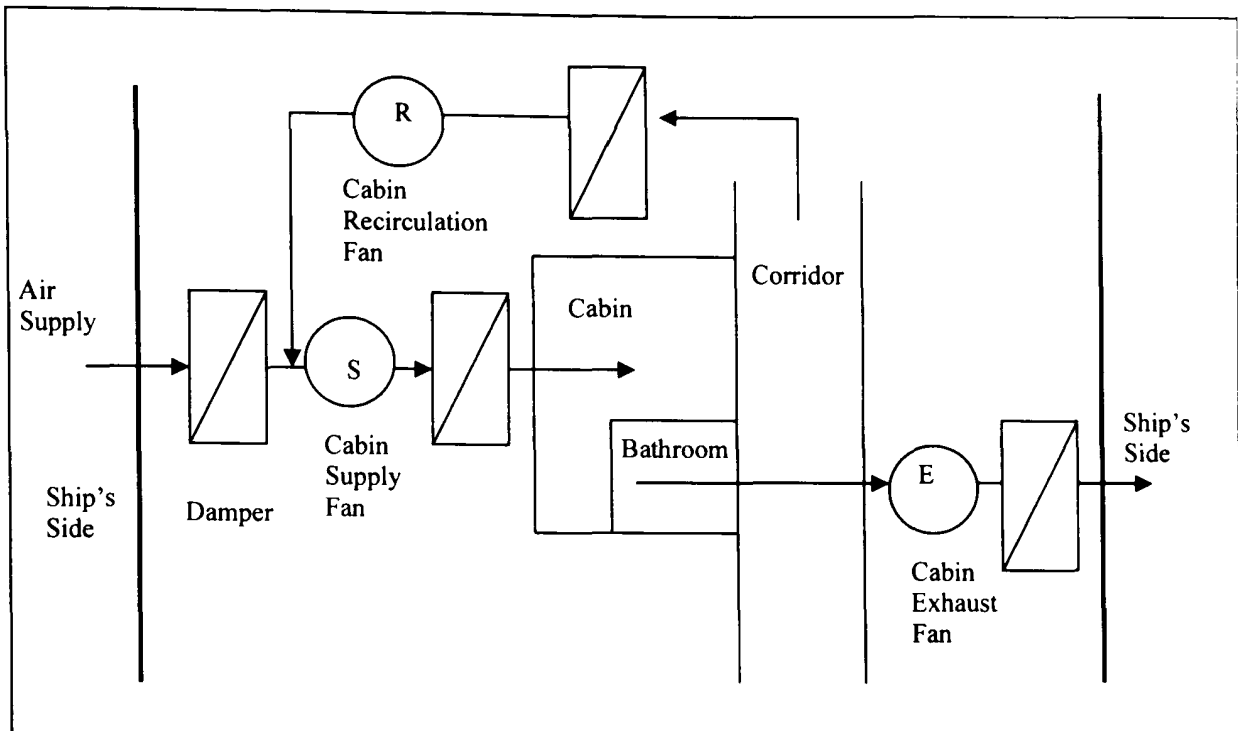 R
Cabin
Recirculation
Fan
Corridor
Air
Supply
Cabin
S
Bathroom
Ship's
Side
E
Cabin
Supply
Fan
Ship's
Side
Damper
Cabin
Exhaust
Fan